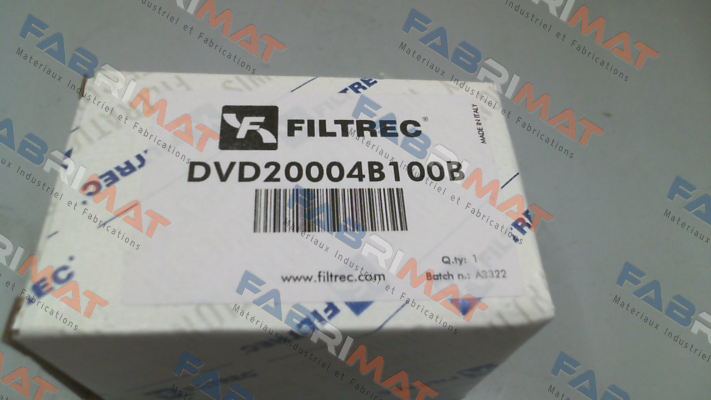 FILTREC®
MADE IN ITALY
DVD20004B100B
Q.ty: 1
www.filtrec.com
Batch n.: A3322
FABRIMAT
Materiaux Industriel et Fabrications